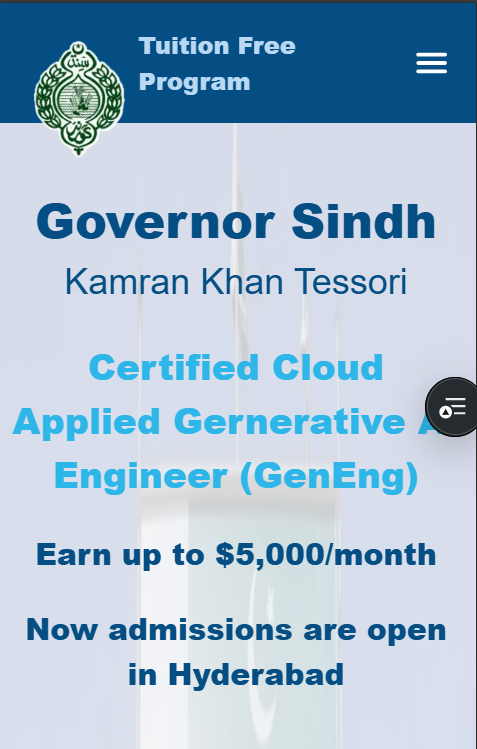 Tuition Free
Program
Governor Sindh
Kamran Khan Tessori
Certified Cloud
Applied Gernerative
Engineer (GenEng)
Earn up to $5,000/month
Now admissions are open
in Hyderabad